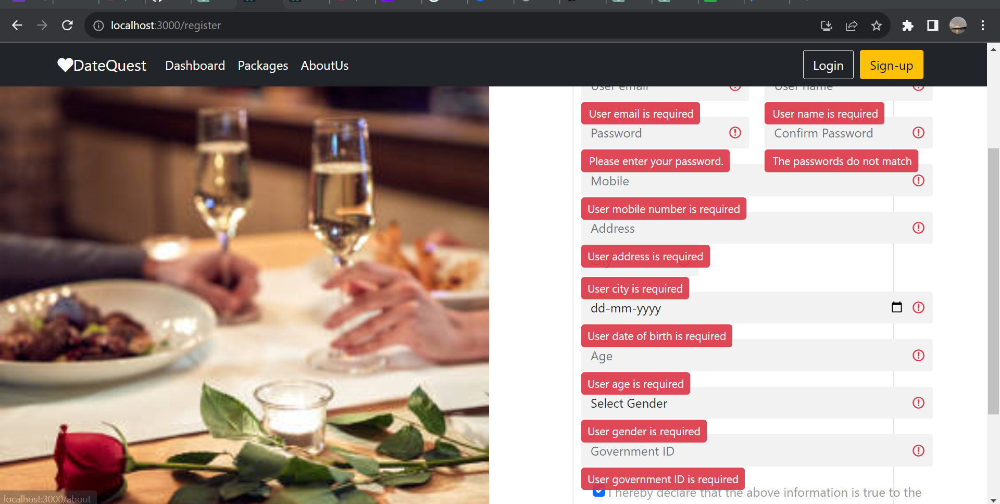 localhost:3000/register
DateQuest Dashboard Packages AboutUs Login Sign-up
User email User name
User email is required User name is required
Password Confirm Password
Please enter your password. The passwords do not match
Mobile
User mobile number is required
Address
User address is required
City
User city is required
dd-mm-yyyy
User date of birth is required
Age
User age is required
Select Gender
User gender is required
Government ID
User government ID is required
I hereby declare that the above information is true to the
localhost:3000/about